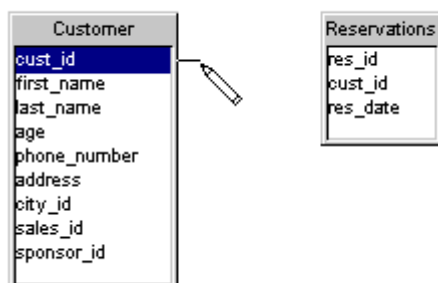 Customer
cust_id
first_name
last_name
age
phone_number
address
city_id
sales_id
sponsor_id
Reservations
res_id
cust_id
res_date